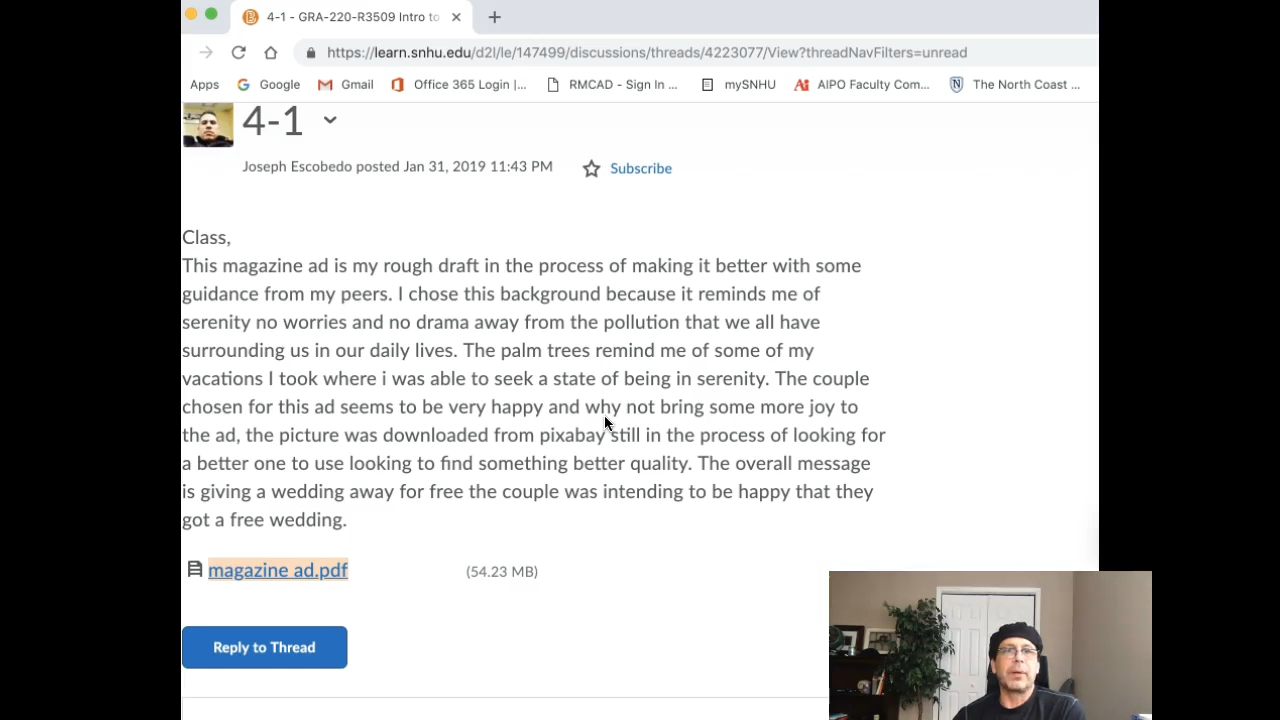 4-1 - GRA-220-R3509 Intro to
https://learn.snhu.edu/d2l/le/147499/discussions/threads/4223077/View?threadNavFilters=unread
Apps Google Gmail Office 365 Login |... RMCAD - Sign In ... mySNHU AIPO Faculty Com... The North Coast ...
4-1
Joseph Escobedo posted Jan 31, 2019 11:43 PM Subscribe
Class,
This magazine ad is my rough draft in the process of making it better with some
guidance from my peers. I chose this background because it reminds me of
serenity no worries and no drama away from the pollution that we all have
surrounding us in our daily lives. The palm trees remind me of some of my
vacations I took where i was able to seek a state of being in serenity. The couple
chosen for this ad seems to be very happy and why not bring some more joy to
the ad, the picture was downloaded from pixabay still in the process of looking for
a better one to use looking to find something better quality. The overall message
is giving a wedding away for free the couple was intending to be happy that they
got a free wedding.
magazine ad.pdf (54.23 MB)
Reply to Thread